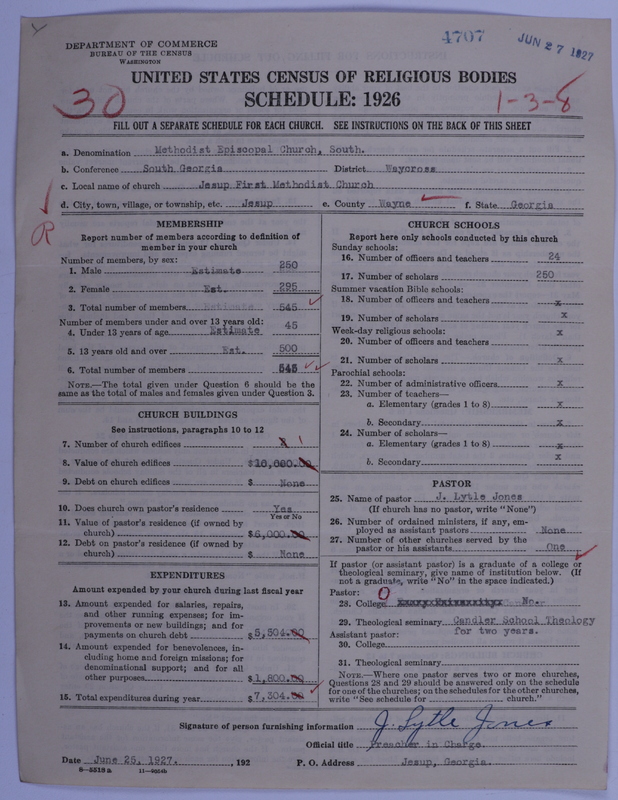 4707
JUN 27 1927
DEPARTMENT OF COMMERCE
BUREAU OF THE CENSUS
WASHINGTON
UNITED STATES CENSUS OF RELIGIOUS BODIES
SCHEDULE: 1926
30
1-3-8
FILL OUT A SEPARATE SCHEDULE FOR EACH CHURCH. SEE INSTRUCTIONS ON THE BACK OF THIS SHEET
a. Denomination Methodist Episcopal Church, South.
b. Conference South Georgia District Waycross
c. Local name of church Jesup First Methodist Church
d. City, town, village, or township, etc. Jesup e. County Wayne f. State Georgia
R
MEMBERSHIP
Report number of members according to definition of
member in your church
Number of members, by sex:
1. Male Estimate 250
2. Female Est. 295
3. Total number of members Estimate 545
Number of members under and over 13 years old:
4. Under 13 years of age Estimate 45
5. 13 years old and over Est. 500
6. Total number of members 545
NOTE.—The total given under Question 6 should be the
same as the total of males and females given under Question 3.
CHURCH BUILDINGS
See instructions, paragraphs 10 to 12
7. Number of church edifices 1
8. Value of church edifices $
9. Debt on church edifices $ None
10. Does church own pastor's residence Yes
Yes or No
11. Value of pastor's residence (if owned by
church) $6,000.00
12. Debt on pastor's residence (if owned by
church) $ None
EXPENDITURES
Amount expended by your church during last fiscal year
13. Amount expended for salaries, repairs,
and other running expenses; for im-
provements or new buildings; and for
payments on church debt $5,504.00
14. Amount expended for benevolences, in-
cluding home and foreign missions; for
denominational support; and for all
other purposes $1,800.00
15. Total expenditures during year $7,304.00
CHURCH SCHOOLS
Report here only schools conducted by this church
Sunday schools:
16. Number of officers and teachers 24
17. Number of scholars 250
Summer vacation Bible schools:
18. Number of officers and teachers x
19. Number of scholars x
Week-day religious schools:
20. Number of officers and teachers x
21. Number of scholars x
Parochial schools:
22. Number of administrative officers x
23. Number of teachers—
a. Elementary (grades 1 to 8) x
b. Secondary x
24. Number of scholars—
a. Elementary (grades 1 to 8) x
b. Secondary x
PASTOR
25. Name of pastor J. Lytle Jones
(If church has no pastor, write "None")
26. Number of ordained ministers, if any, em-
ployed as assistant pastors None
27. Number of other churches served by the
pastor or his assistants One
If pastor (or assistant pastor) is a graduate of a college or
theological seminary, give name of institution below. (If
not a graduate, write "No" in the space indicated.)
Pastor: O
28. College No.
29. Theological seminary Candler School Theology
for two years.
Assistant pastor:
30. College
31. Theological seminary
NOTE.—Where one pastor serves two or more churches,
Questions 28 and 29 should be answered only on the schedule
for one of the churches; on the schedules for the other churches,
write "See schedule for church."
Signature of person furnishing information J. Lytle Jones
Official title Preacher in Charge.
Date June 25, 1927. , 192 P. O. Address Jesup, Georgia.